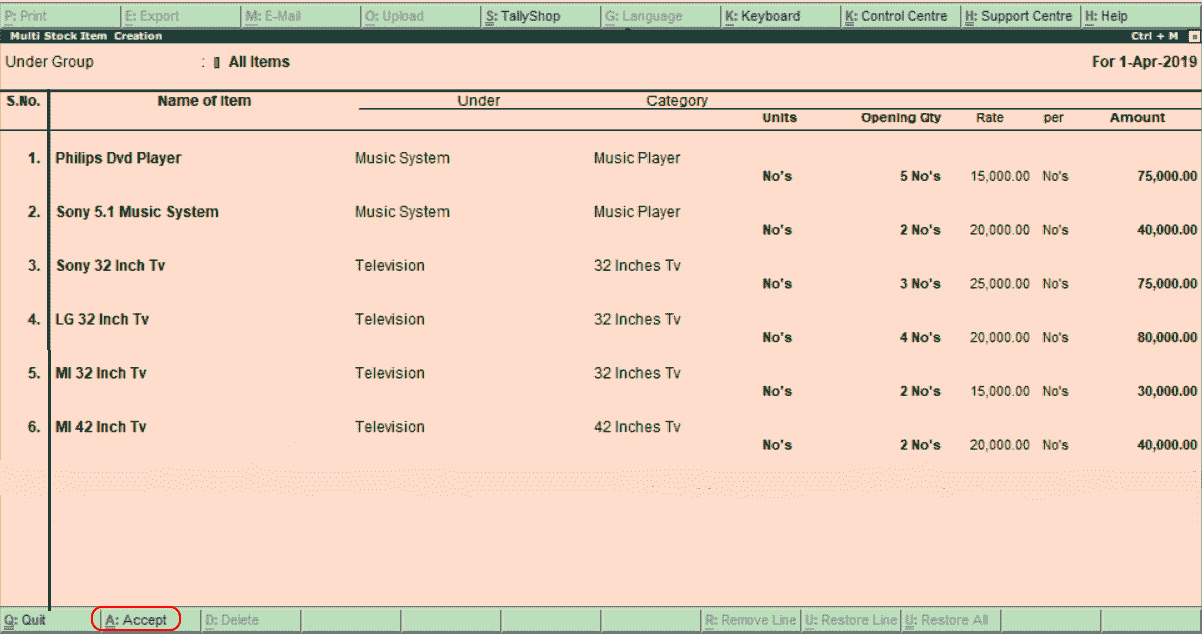 P: Print E: Export M: E-Mail O: Upload S: TallyShop G: Language K: Keyboard K: Control Centre H: Support Centre H: Help
Multi Stock Item Creation Ctrl + M
Under Group : All Items For 1-Apr-2019
S.No. Name of Item Under Category
Units Opening Qty Rate per Amount
1. Philips Dvd Player Music System Music Player
No's 5 No's 15,000.00 No's 75,000.00
2. Sony 5.1 Music System Music System Music Player
No's 2 No's 20,000.00 No's 40,000.00
3. Sony 32 Inch Tv Television 32 Inches Tv
No's 3 No's 25,000.00 No's 75,000.00
4. LG 32 Inch Tv Television 32 Inches Tv
No's 4 No's 20,000.00 No's 80,000.00
5. MI 32 Inch Tv Television 32 Inches Tv
No's 2 No's 15,000.00 No's 30,000.00
6. MI 42 Inch Tv Television 42 Inches Tv
No's 2 No's 20,000.00 No's 40,000.00
Q: Quit A: Accept D: Delete R: Remove Line U: Restore Line U: Restore All